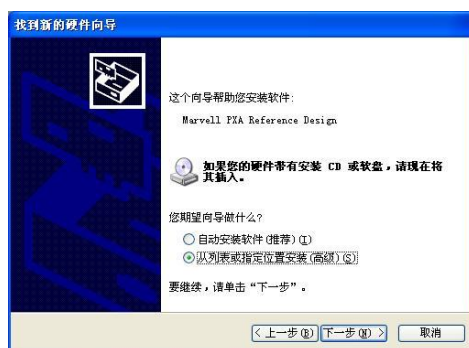 找到新的硬件向导
这个向导帮助您安装软件:
Marvell PXA Reference Design
如果您的硬件带有安装 CD 或软盘，请现在将
其插入。
您期望向导做什么?
自动安装软件(推荐)(I)
从列表或指定位置安装(高级)(S)
要继续，请单击“下一步”。
< 上一步(B) 下一步(N) > 取消